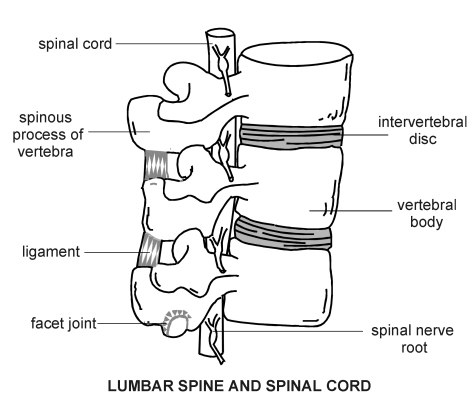 spinal cord
spinous
process of
vertebra
ligament
facet joint
intervertebral
disc
vertebral
body
spinal nerve
root
LUMBAR SPINE AND SPINAL CORD